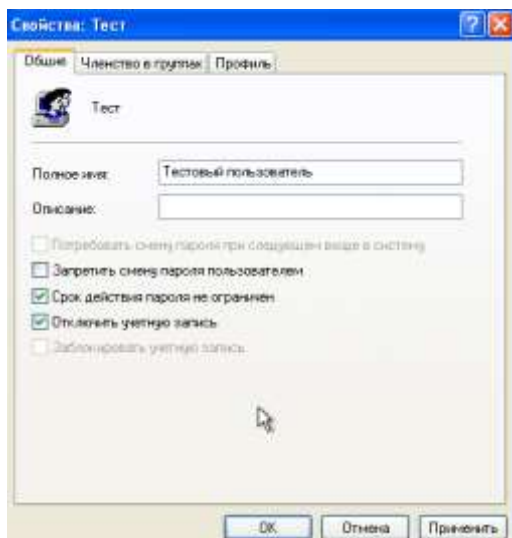 Свойства: Тест
Общие Членство в группах Профиль
Тест
Полное имя: Тестовый пользователь
Описание:
Потребовать смену пароля при следующем входе в систему
Запретить смену пароля пользователем
Срок действия пароля не ограничен
Отключить учетную запись
Заблокировать учетную запись
ОК Отмена Применить